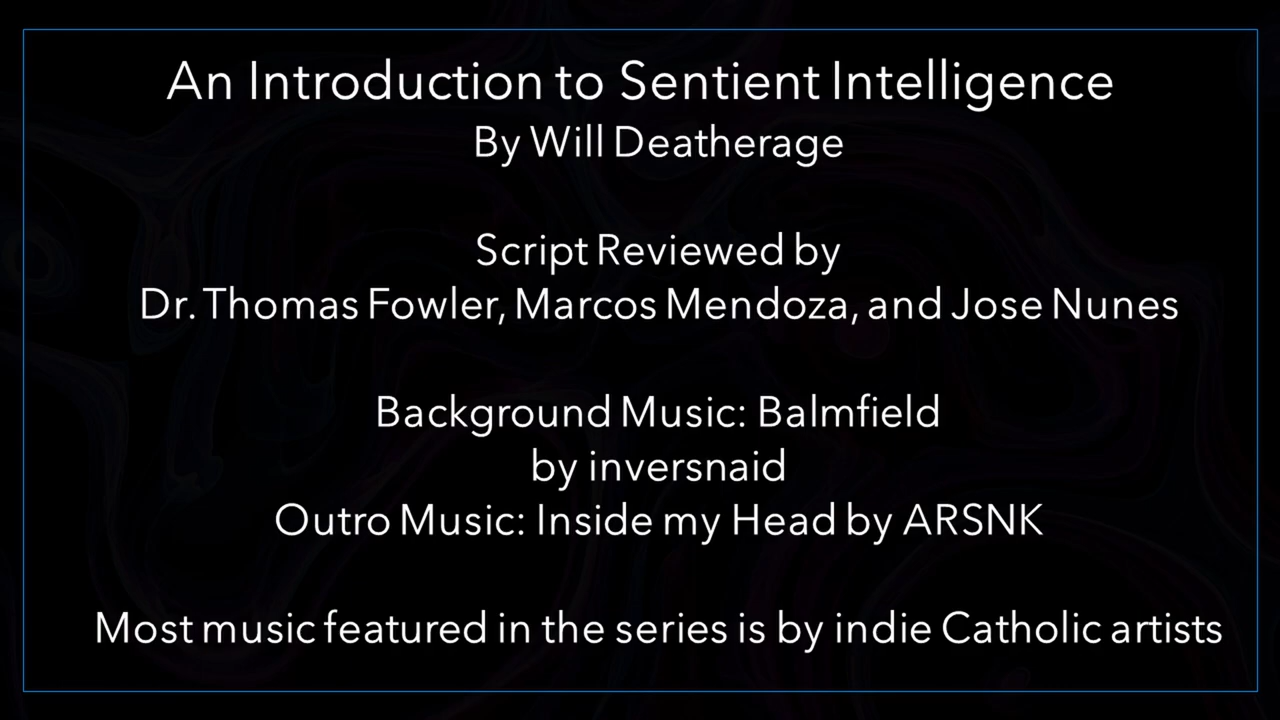 An Introduction to Sentient Intelligence
By Will Deatherage
Script Reviewed by
Dr. Thomas Fowler, Marcos Mendoza, and Jose Nunes
Background Music: Balmfield
by inversnaid
Outro Music: Inside my Head by ARSNK
Most music featured in the series is by indie Catholic artists